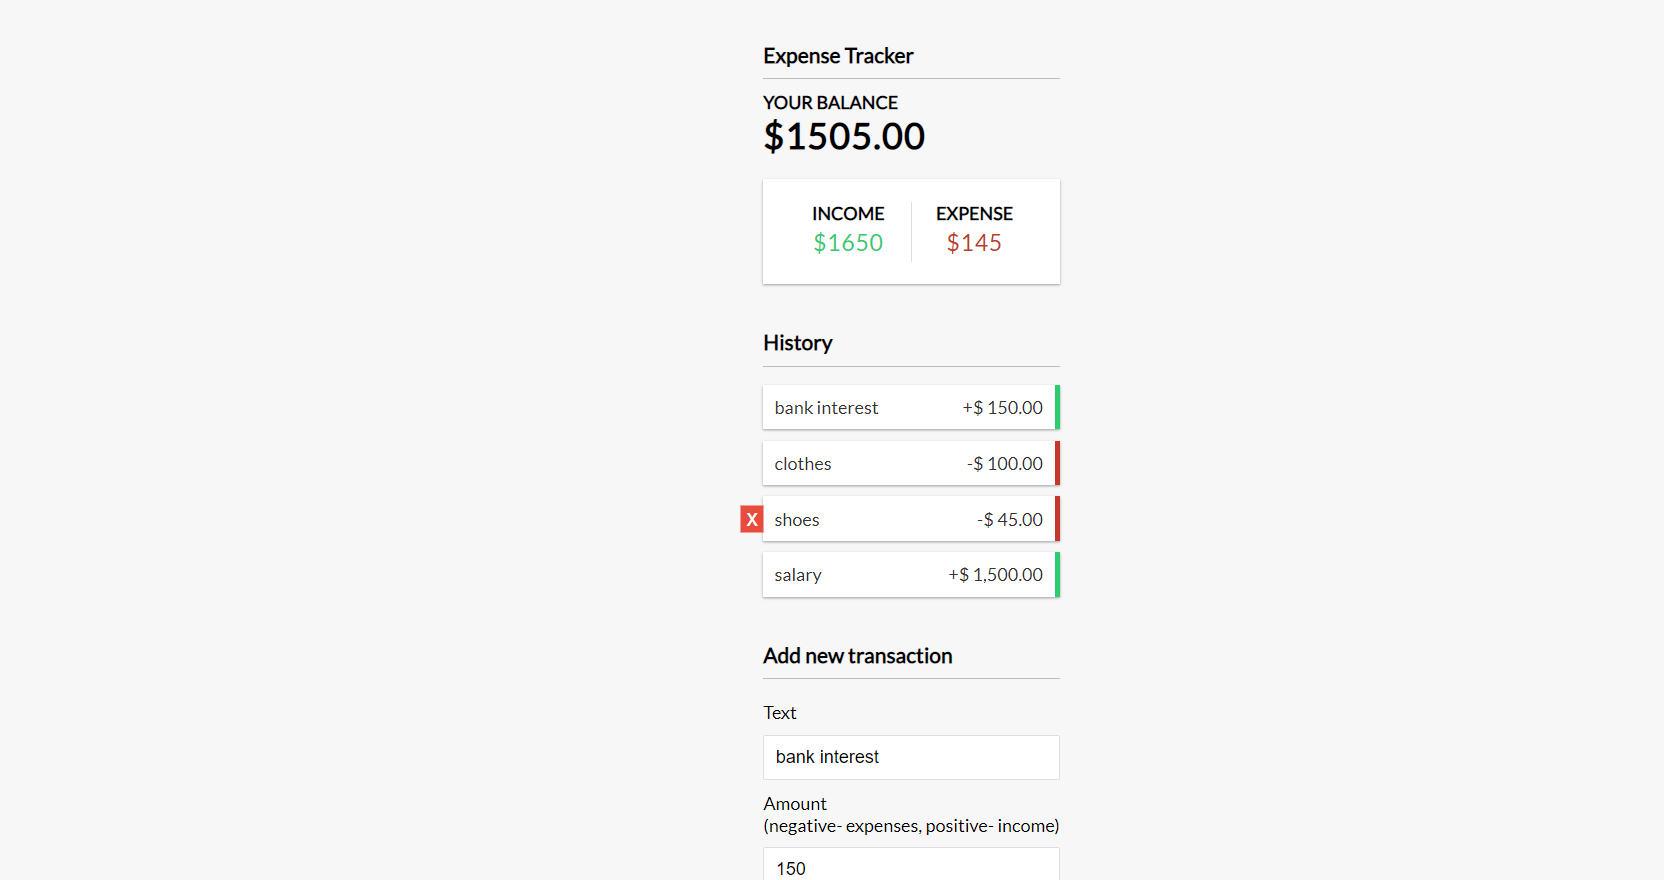 Expense Tracker
YOUR BALANCE
$1505.00
INCOME EXPENSE
$1650 $145
History
bank interest +$ 150.00
clothes -$ 100.00
X shoes -$ 45.00
salary +$ 1,500.00
Add new transaction
Text
bank interest
Amount
(negative- expenses, positive- income)
150